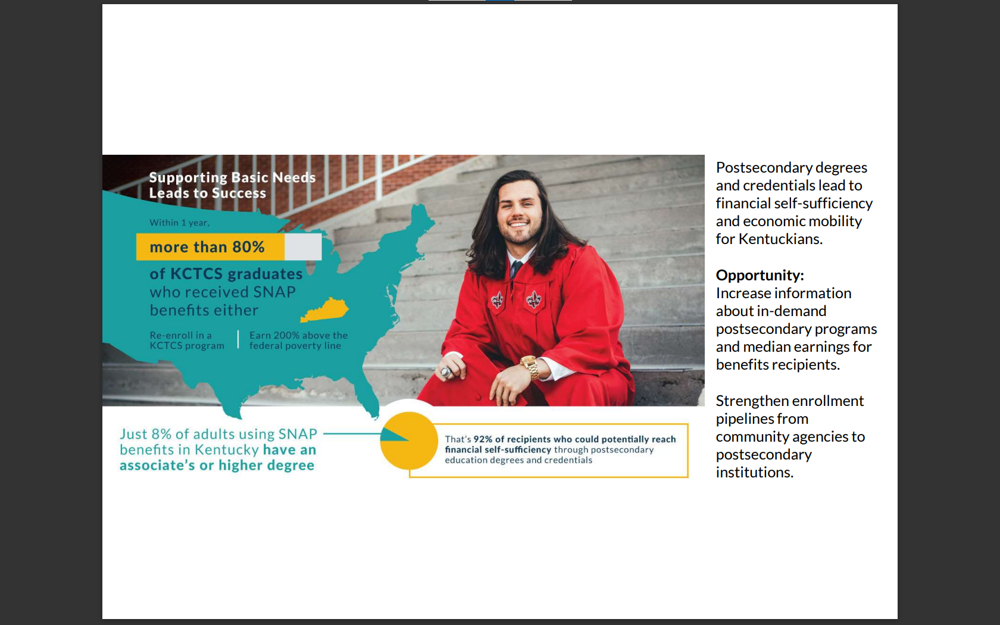 Supporting Basic Needs
Leads to Success
Within 1 year,
more than 80%
of KCTCS graduates
who received SNAP
benefits either
Re-enroll in a
KCTCS program
Earn 200% above the
federal poverty line
Just 8% of adults using SNAP
benefits in Kentucky have an
associate's or higher degree
That's 92% of recipients who could potentially reach
financial self-sufficiency through postsecondary
education degrees and credentials
Postsecondary degrees
and credentials lead to
financial self-sufficiency
and economic mobility
for Kentuckians.
Opportunity:
Increase information
about in-demand
postsecondary programs
and median earnings for
benefits recipients.
Strengthen enrollment
pipelines from
community agencies to
postsecondary
institutions.